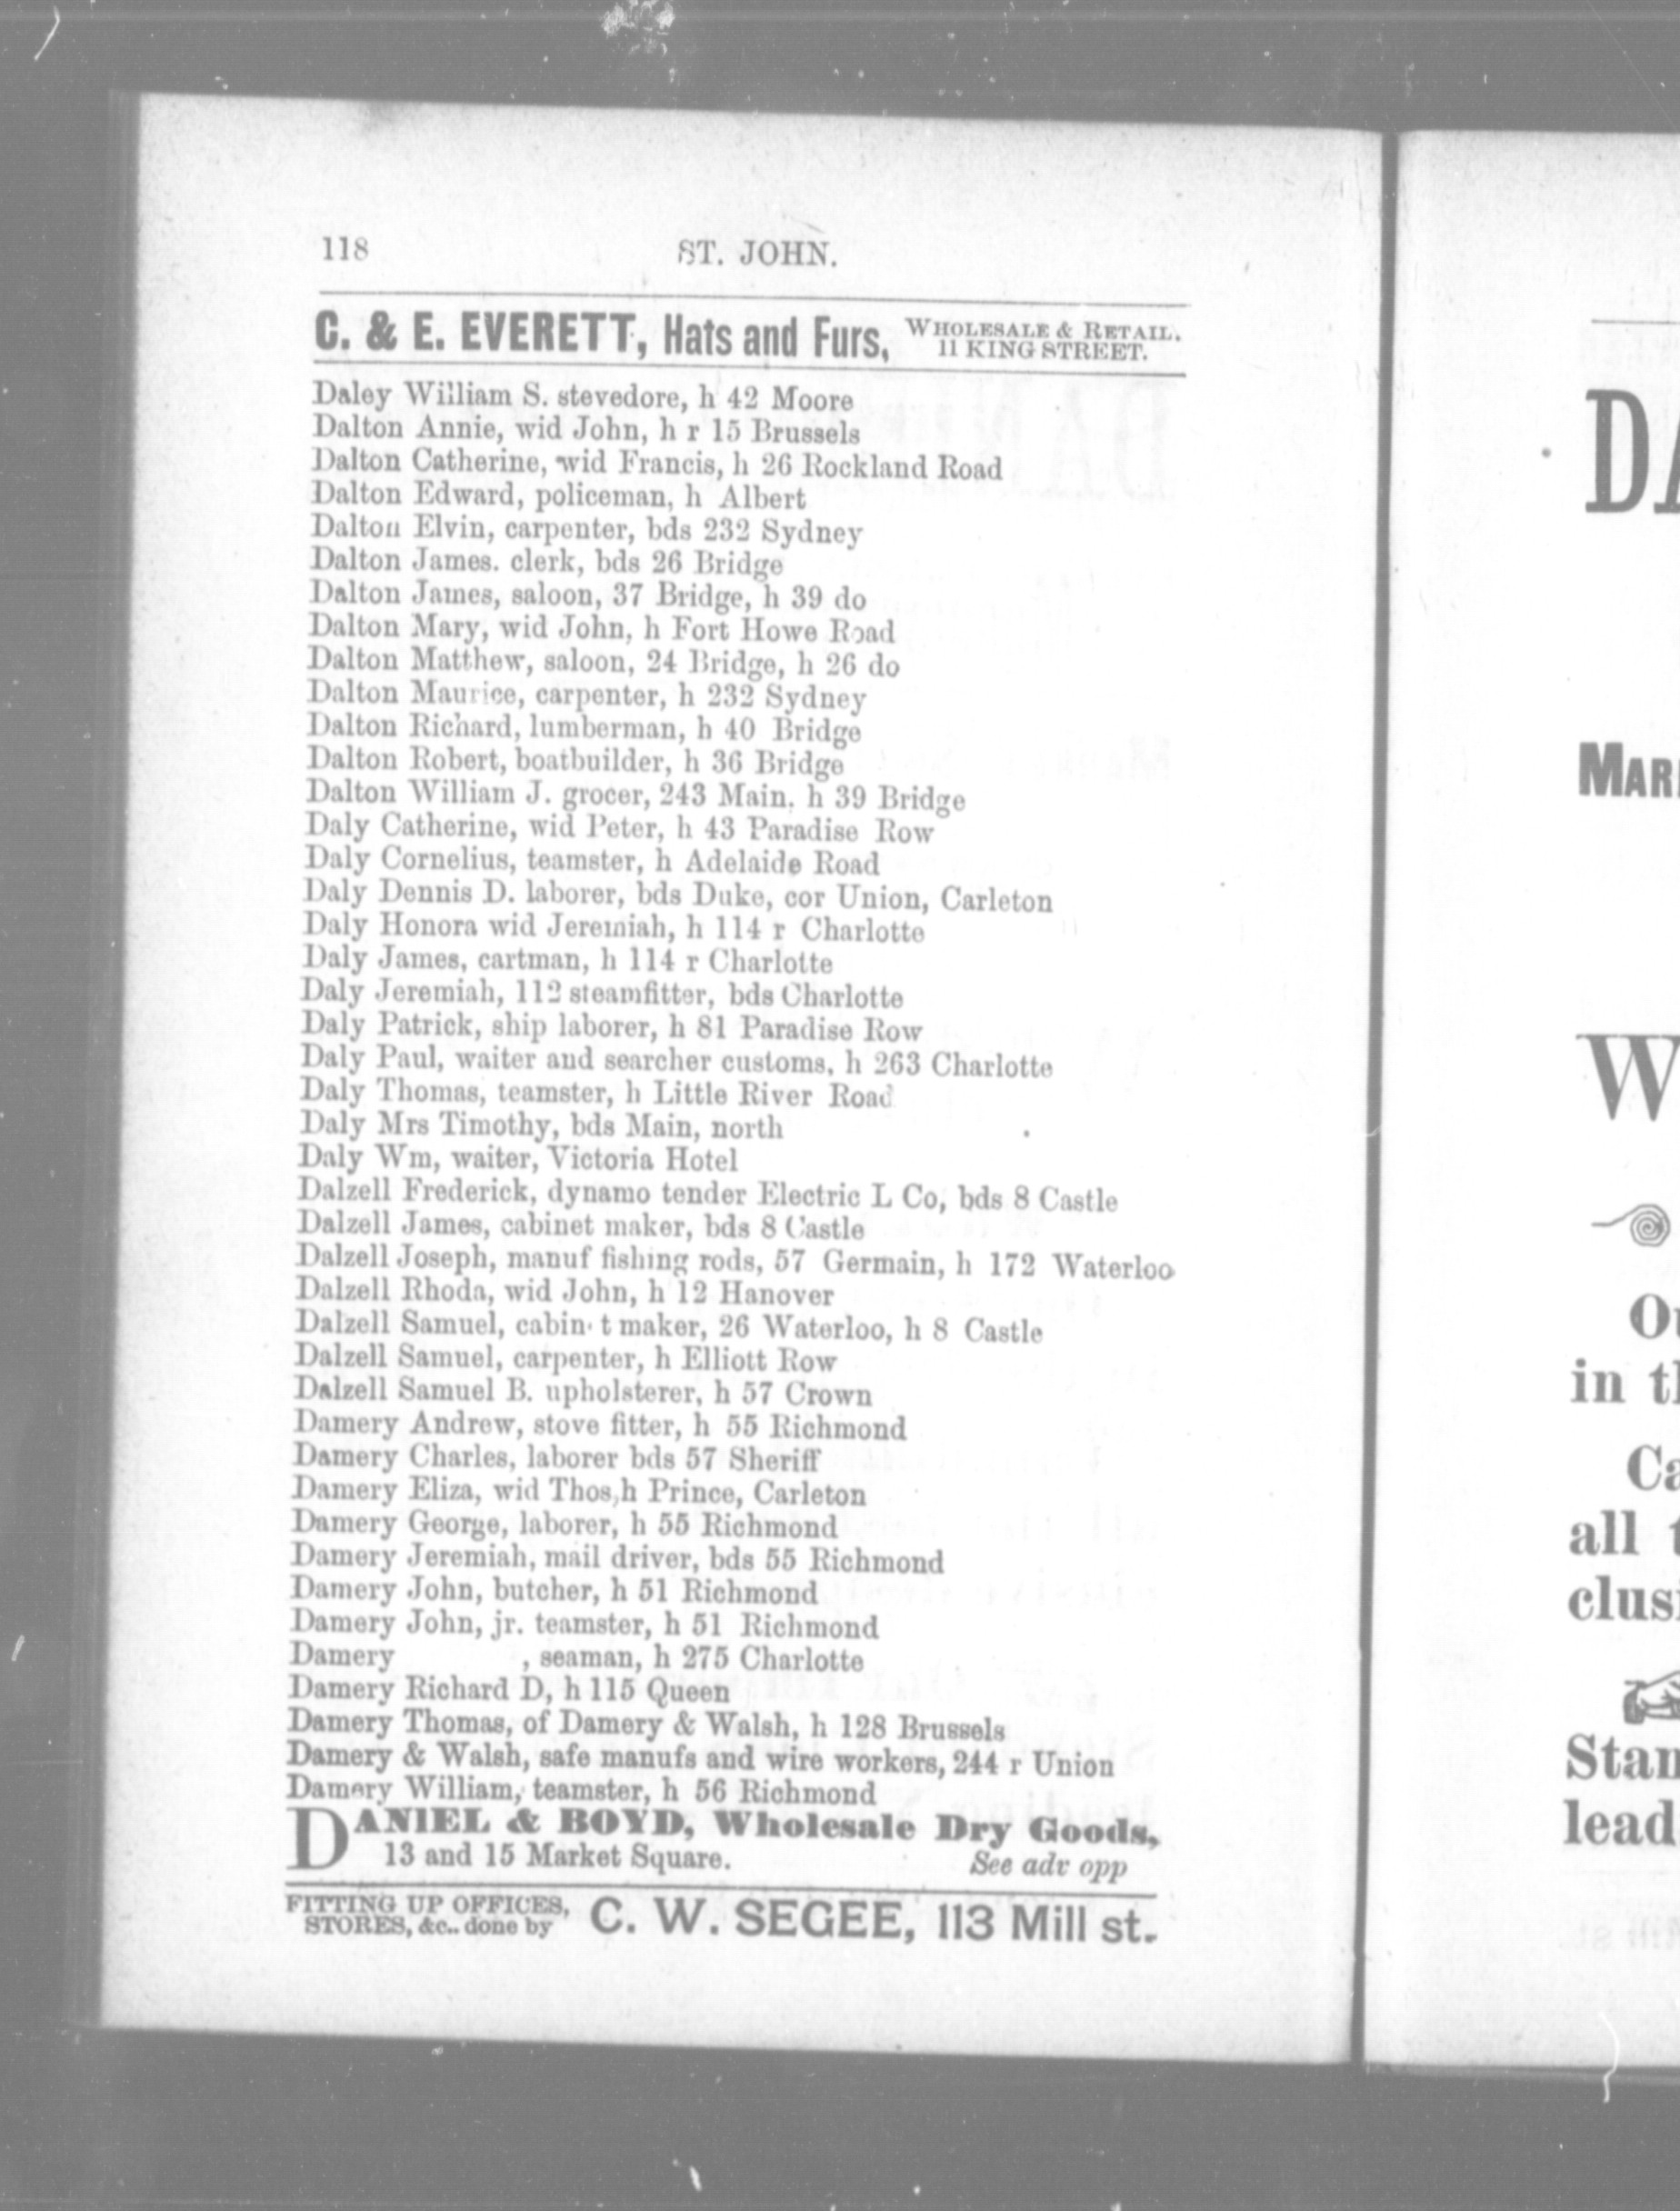 118 ST. JOHN.
C. & E. EVERETT, Hats and Furs, WHOLESALE & RETAIL.
11 KING STREET.
Daley William S. stevedore, h 42 Moore
Dalton Annie, wid John, h r 15 Brussels
Dalton Catherine, wid Francis, h 26 Rockland Road
Dalton Edward, policeman, h Albert
Dalton Elvin, carpenter, bds 232 Sydney
Dalton James. clerk, bds 26 Bridge
Dalton James, saloon, 37 Bridge, h 39 do
Dalton Mary, wid John, h Fort Howe Road
Dalton Matthew, saloon, 24 Bridge, h 26 do
Dalton Maurice, carpenter, h 232 Sydney
Dalton Richard, lumberman, h 40 Bridge
Dalton Robert, boatbuilder, h 36 Bridge
Dalton William J. grocer, 243 Main, h 39 Bridge
Daly Catherine, wid Peter, h 43 Paradise Row
Daly Cornelius, teamster, h Adelaide Road
Daly Dennis D. laborer, bds Duke, cor Union, Carleton
Daly Honora wid Jeremiah, h 114 r Charlotte
Daly James, cartman, h 114 r Charlotte
Daly Jeremiah, 112 steamfitter, bds Charlotte
Daly Patrick, ship laborer, h 81 Paradise Row
Daly Paul, waiter and searcher customs, h 263 Charlotte
Daly Thomas, teamster, h Little River Road
Daly Mrs Timothy, bds Main, north
Daly Wm, waiter, Victoria Hotel
Dalzell Frederick, dynamo tender Electric L Co, bds 8 Castle
Dalzell James, cabinet maker, bds 8 Castle
Dalzell Joseph, manuf fishing rods, 57 Germain, h 172 Waterloo
Dalzell Rhoda, wid John, h 12 Hanover
Dalzell Samuel, cabin t maker, 26 Waterloo, h 8 Castle
Dalzell Samuel, carpenter, h Elliott Row
Dalzell Samuel B. upholsterer, h 57 Crown
Damery Andrew, stove fitter, h 55 Richmond
Damery Charles, laborer bds 57 Sheriff
Damery Eliza, wid Thos,h Prince, Carleton
Damery George, laborer, h 55 Richmond
Damery Jeremiah, mail driver, bds 55 Richmond
Damery John, butcher, h 51 Richmond
Damery John, jr. teamster, h 51 Richmond
Damery , seaman, h 275 Charlotte
Damery Richard D, h 115 Queen
Damery Thomas, of Damery & Walsh, h 128 Brussels
Damery & Walsh, safe manufs and wire workers, 244 r Union
Damery William, teamster, h 56 Richmond
DANIEL & BOYD, Wholesale Dry Goods,
13 and 15 Market Square. See adv opp
FITTING UP OFFICES,
STORES, &c.. done by C. W. SEGEE, 113 Mill st.
DA
MAR
W
Ou
in th
Ca
all t
clusi
Stan
lead